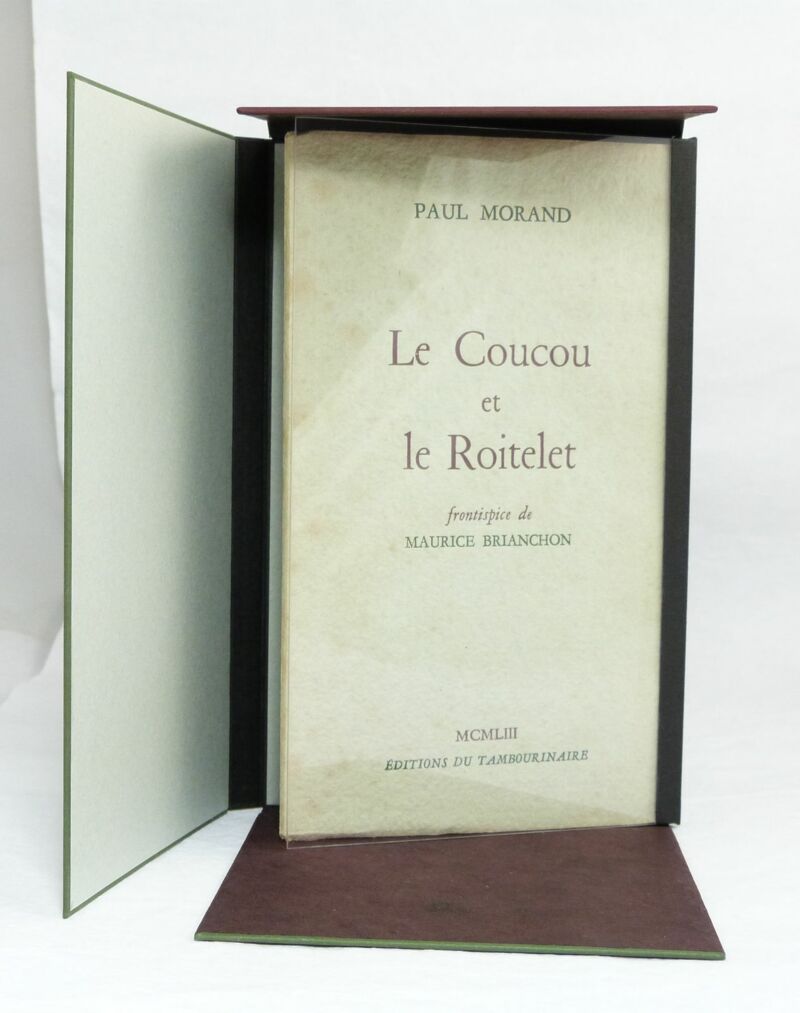 PAUL MORAND
Le Coucou
et
le Roitelet
frontispice de
MAURICE BRIANCHON
MCMLIII
ÉDITIONS DU TAMBOURINAIRE